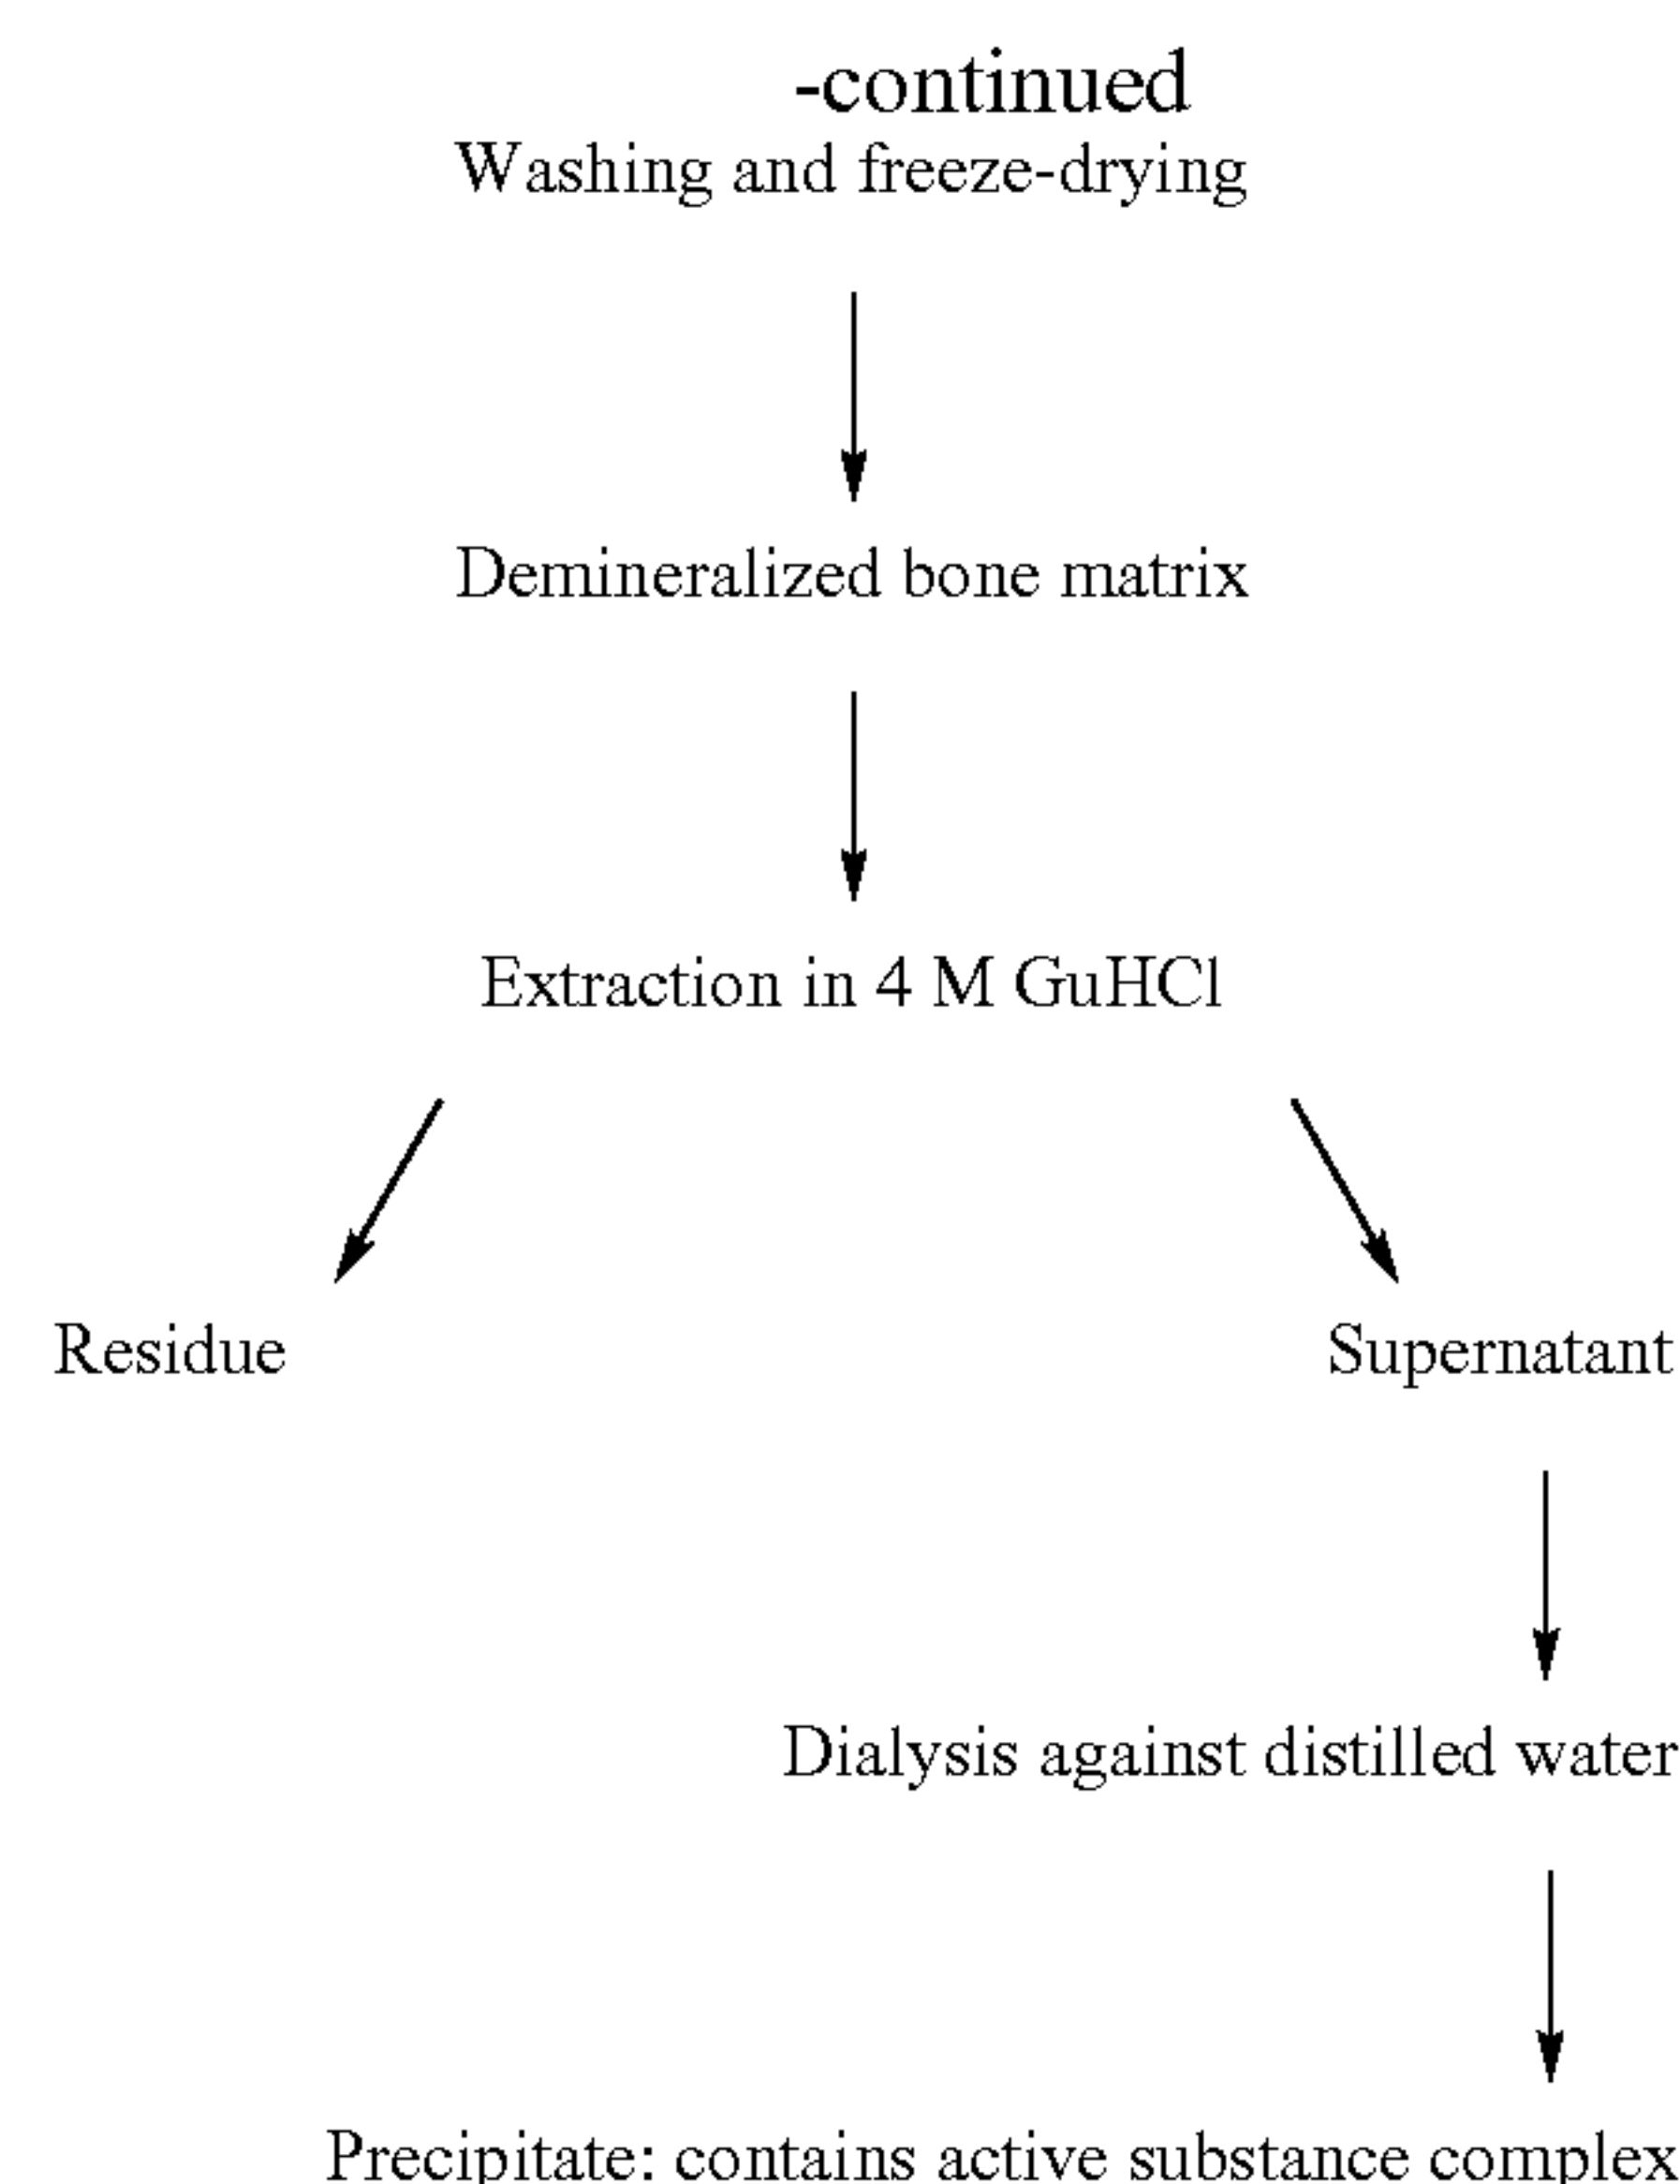 -continued
Washing and freeze-drying
Demineralized bone matrix
Extraction in 4 M GuHCl
Residue
Supernatant
Dialysis against distilled water
Precipitate: contains active substance complex